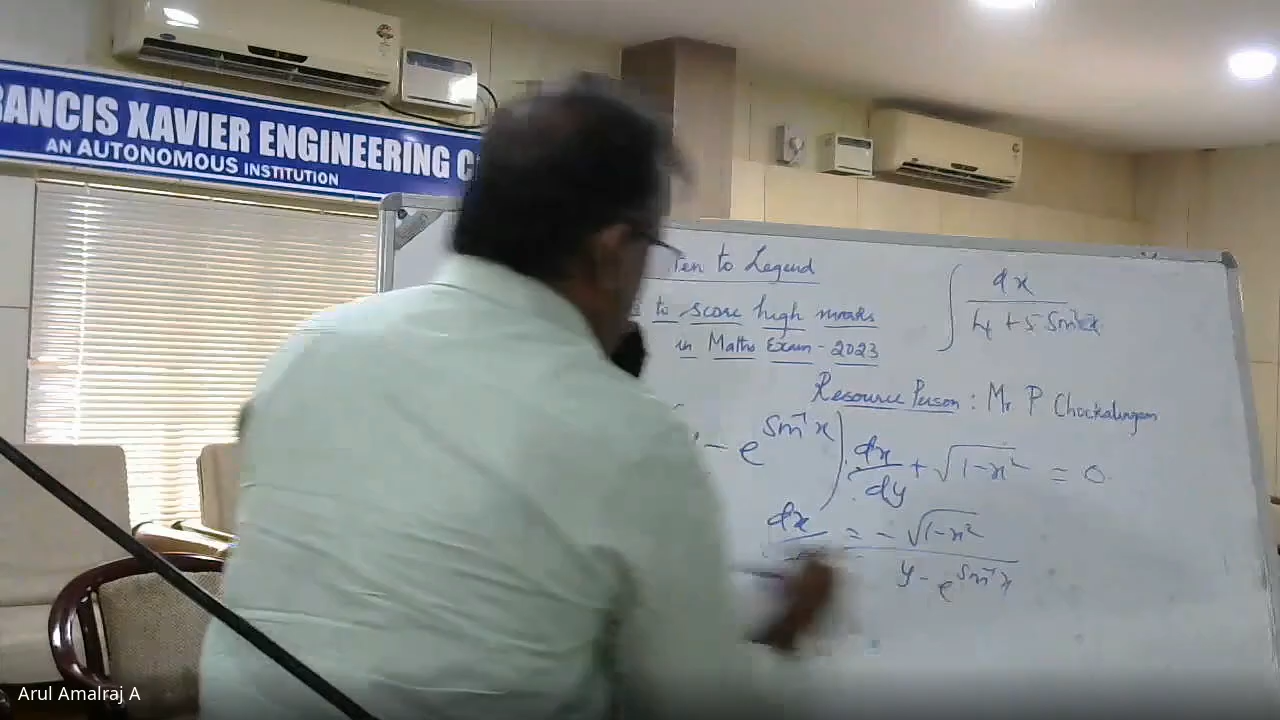 RANCIS XAVIER ENGINEERING C
AN AUTONOMOUS INSTITUTION
ten to Legend
to score high marks
in Maths Exam - 2023
∫ dx / (4 + 5 Sin²x)
Resource Person : Mr P Chockalingam
- e^(Sin⁻¹x)) dx/dy + √(1-x²) = 0
dx = - √(1-x²) / (y - e^(Sin⁻¹x))
Arul Amalraj A